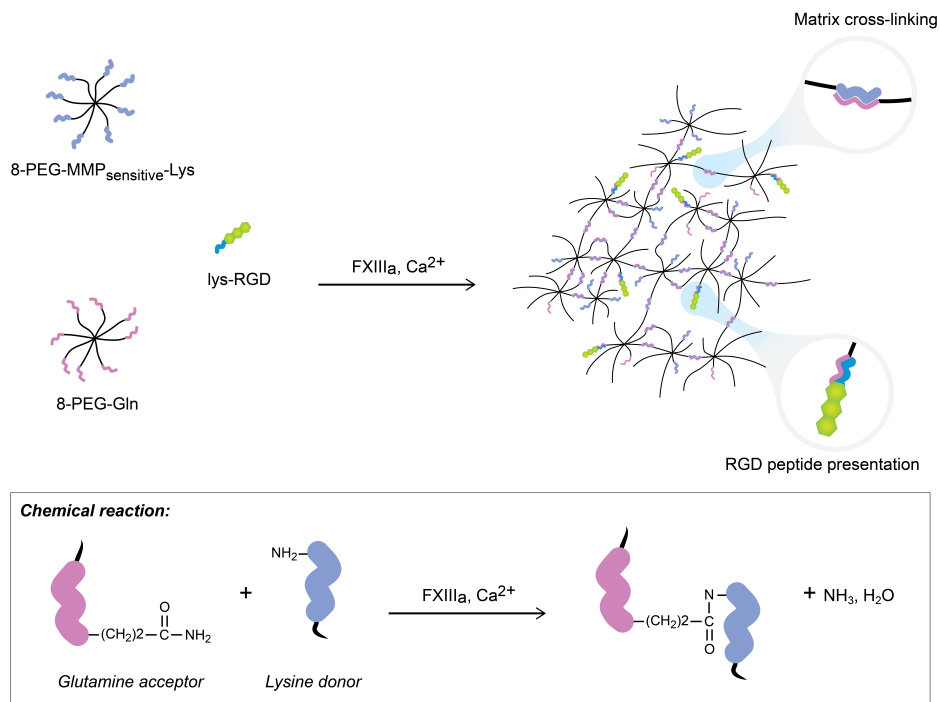 Matrix cross-linking
8-PEG-MMPsensitive-Lys
lys-RGD
FXIIIa, Ca2+
8-PEG-Gln
RGD peptide presentation
Chemical reaction:
NH2
O
+
(CH2)2
C
NH2
FXIIIa, Ca2+
N
(CH2)2
C
O
+ NH3, H2O
Glutamine acceptor
Lysine donor